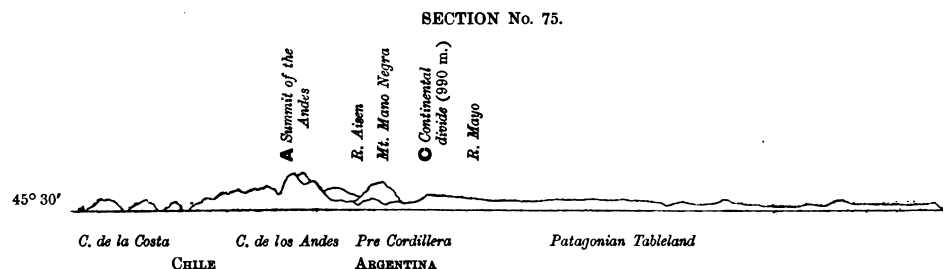 SECTION No. 75.
A Summit of the
Andes
R. Aisen
Mt. Mano Negra
C Continental
divide (990 m.)
R. Mayo
45° 30'
C. de la Costa
C. de los Andes
Pre Cordillera
Patagonian Tableland
CHILE
ARGENTINA